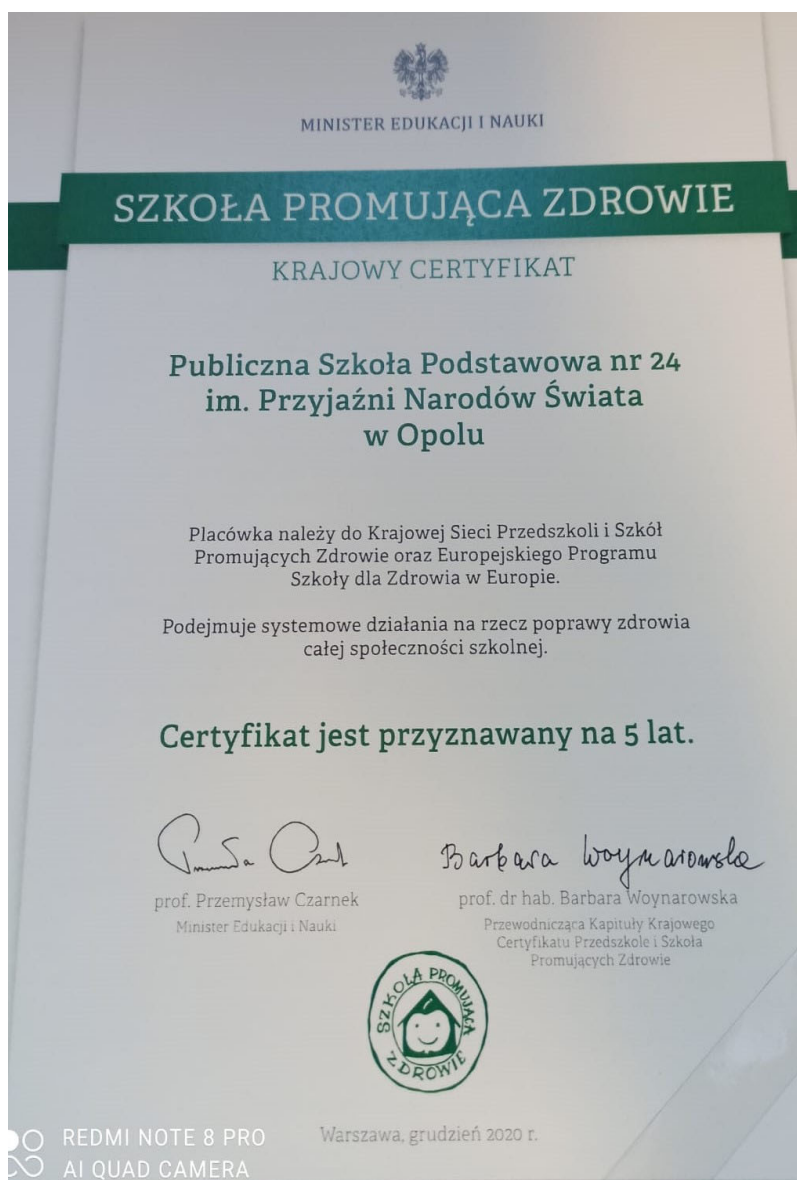 MINISTER EDUKACJI I NAUKI
SZKOŁA PROMUJĄCA ZDROWIE
KRAJOWY CERTYFIKAT
Publiczna Szkoła Podstawowa nr 24
im. Przyjaźni Narodów Świata
w Opolu
Placówka należy do Krajowej Sieci Przedszkoli i Szkół
Promujących Zdrowie oraz Europejskiego Programu
Szkoły dla Zdrowia w Europie.
Podejmuje systemowe działania na rzecz poprawy zdrowia
całej społeczności szkolnej.
Certyfikat jest przyznawany na 5 lat.
Barbara Woynarowska
prof. Przemysław Czarnek
Minister Edukacji i Nauki
prof. dr hab. Barbara Woynarowska
Przewodnicząca Kapituły Krajowego
Certyfikatu Przedszkole i Szkoła
Promujących Zdrowie
SZKOŁA PROMUJĄCA
ZDROWIE
Warszawa, grudzień 2020 r.
REDMI NOTE 8 PRO
AI QUAD CAMERA